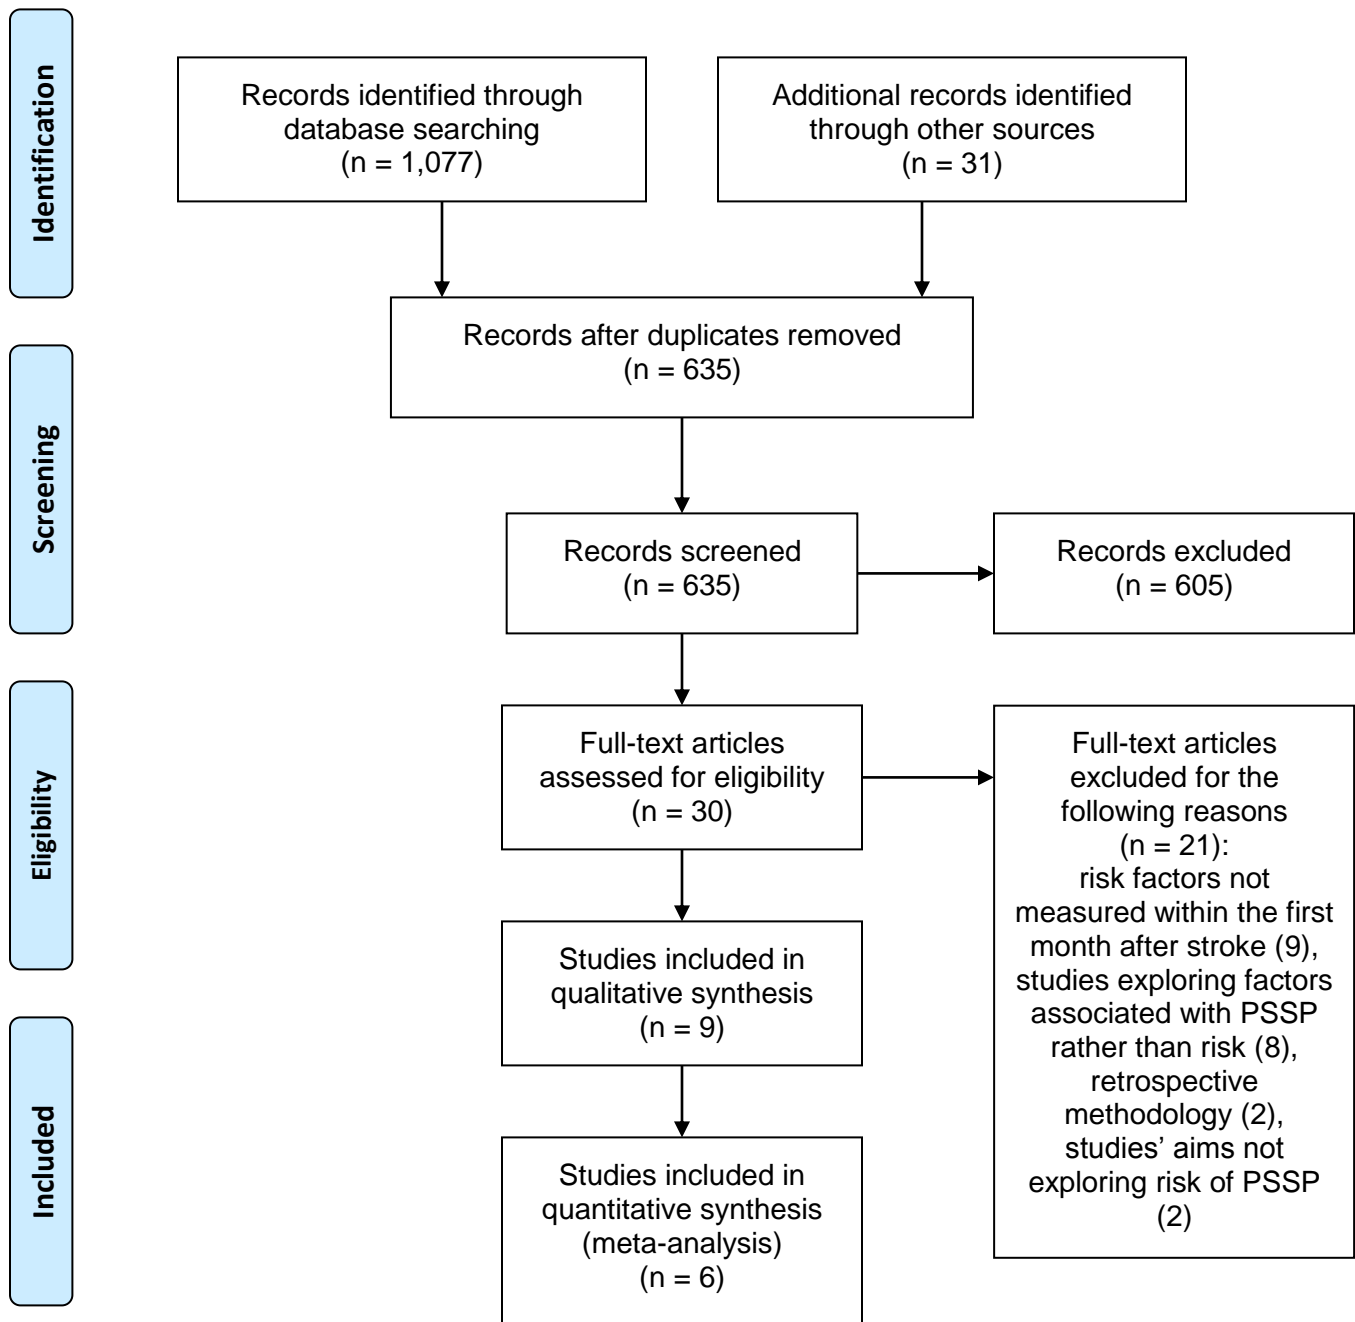 Identification
Records identified through
database searching
(n = 1,077)
Additional records identified
through other sources
(n = 31)
Records after duplicates removed
(n = 635)
Screening
Records screened
(n = 635)
Records excluded
(n = 605)
Eligibility
Full-text articles
assessed for eligibility
(n = 30)
Full-text articles
excluded for the
following reasons
(n = 21):
risk factors not
measured within the first
month after stroke (9),
studies exploring factors
associated with PSSP
rather than risk (8),
retrospective
methodology (2),
studies’ aims not
exploring risk of PSSP
(2)
Studies included in
qualitative synthesis
(n = 9)
Included
Studies included in
quantitative synthesis
(meta-analysis)
(n = 6)